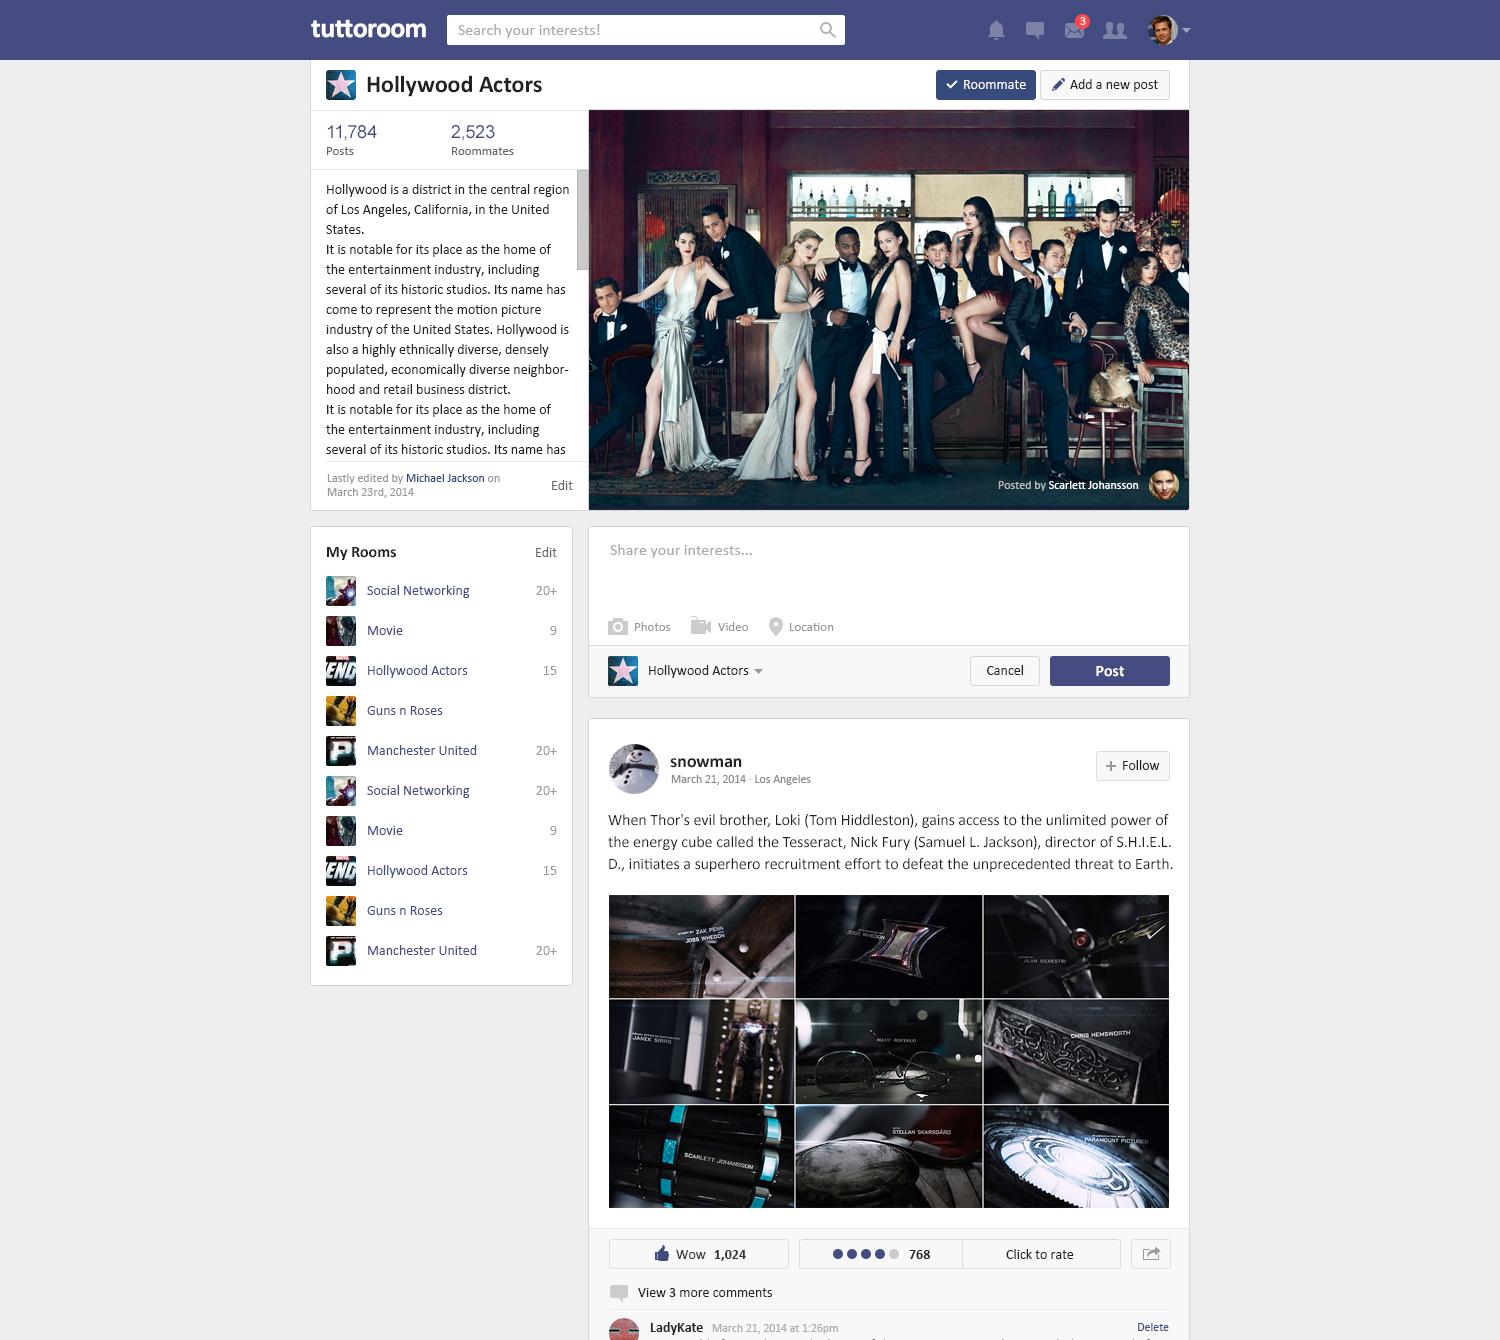 tuttoroom
Search your interests!
3
Hollywood Actors
Roommate
Add a new post
11,784
Posts
2,523
Roommates
Hollywood is a district in the central region
of Los Angeles, California, in the United
States.
It is notable for its place as the home of
the entertainment industry, including
several of its historic studios. Its name has
come to represent the motion picture
industry of the United States. Hollywood is
also a highly ethnically diverse, densely
populated, economically diverse neighbor-
hood and retail business district.
It is notable for its place as the home of
the entertainment industry, including
several of its historic studios. Its name has
Lastly edited by Michael Jackson on
March 23rd, 2014
Edit
Posted by Scarlett Johansson
My Rooms
Edit
Social Networking 20+
Movie 9
Hollywood Actors 15
Guns n Roses
Manchester United 20+
Social Networking 20+
Movie 9
Hollywood Actors 15
Guns n Roses
Manchester United 20+
Share your interests...
Photos
Video
Location
Hollywood Actors
Cancel
Post
snowman
March 21, 2014 · Los Angeles
Follow
When Thor's evil brother, Loki (Tom Hiddleston), gains access to the unlimited power of
the energy cube called the Tesseract, Nick Fury (Samuel L. Jackson), director of S.H.I.E.L.
D., initiates a superhero recruitment effort to defeat the unprecedented threat to Earth.
STORY BY ZAK PENN
JOSS WHEDON
JOSS WHEDON
ALAN SILVESTRI
JANEK SIRRS
MARK RUFFALO
CHRIS HEMSWORTH
SCARLETT JOHANSSON
STELLAN SKARSGÅRD
PARAMOUNT PICTURES
Wow 1,024
768
Click to rate
View 3 more comments
LadyKate March 21, 2014 at 1:26pm
Delete